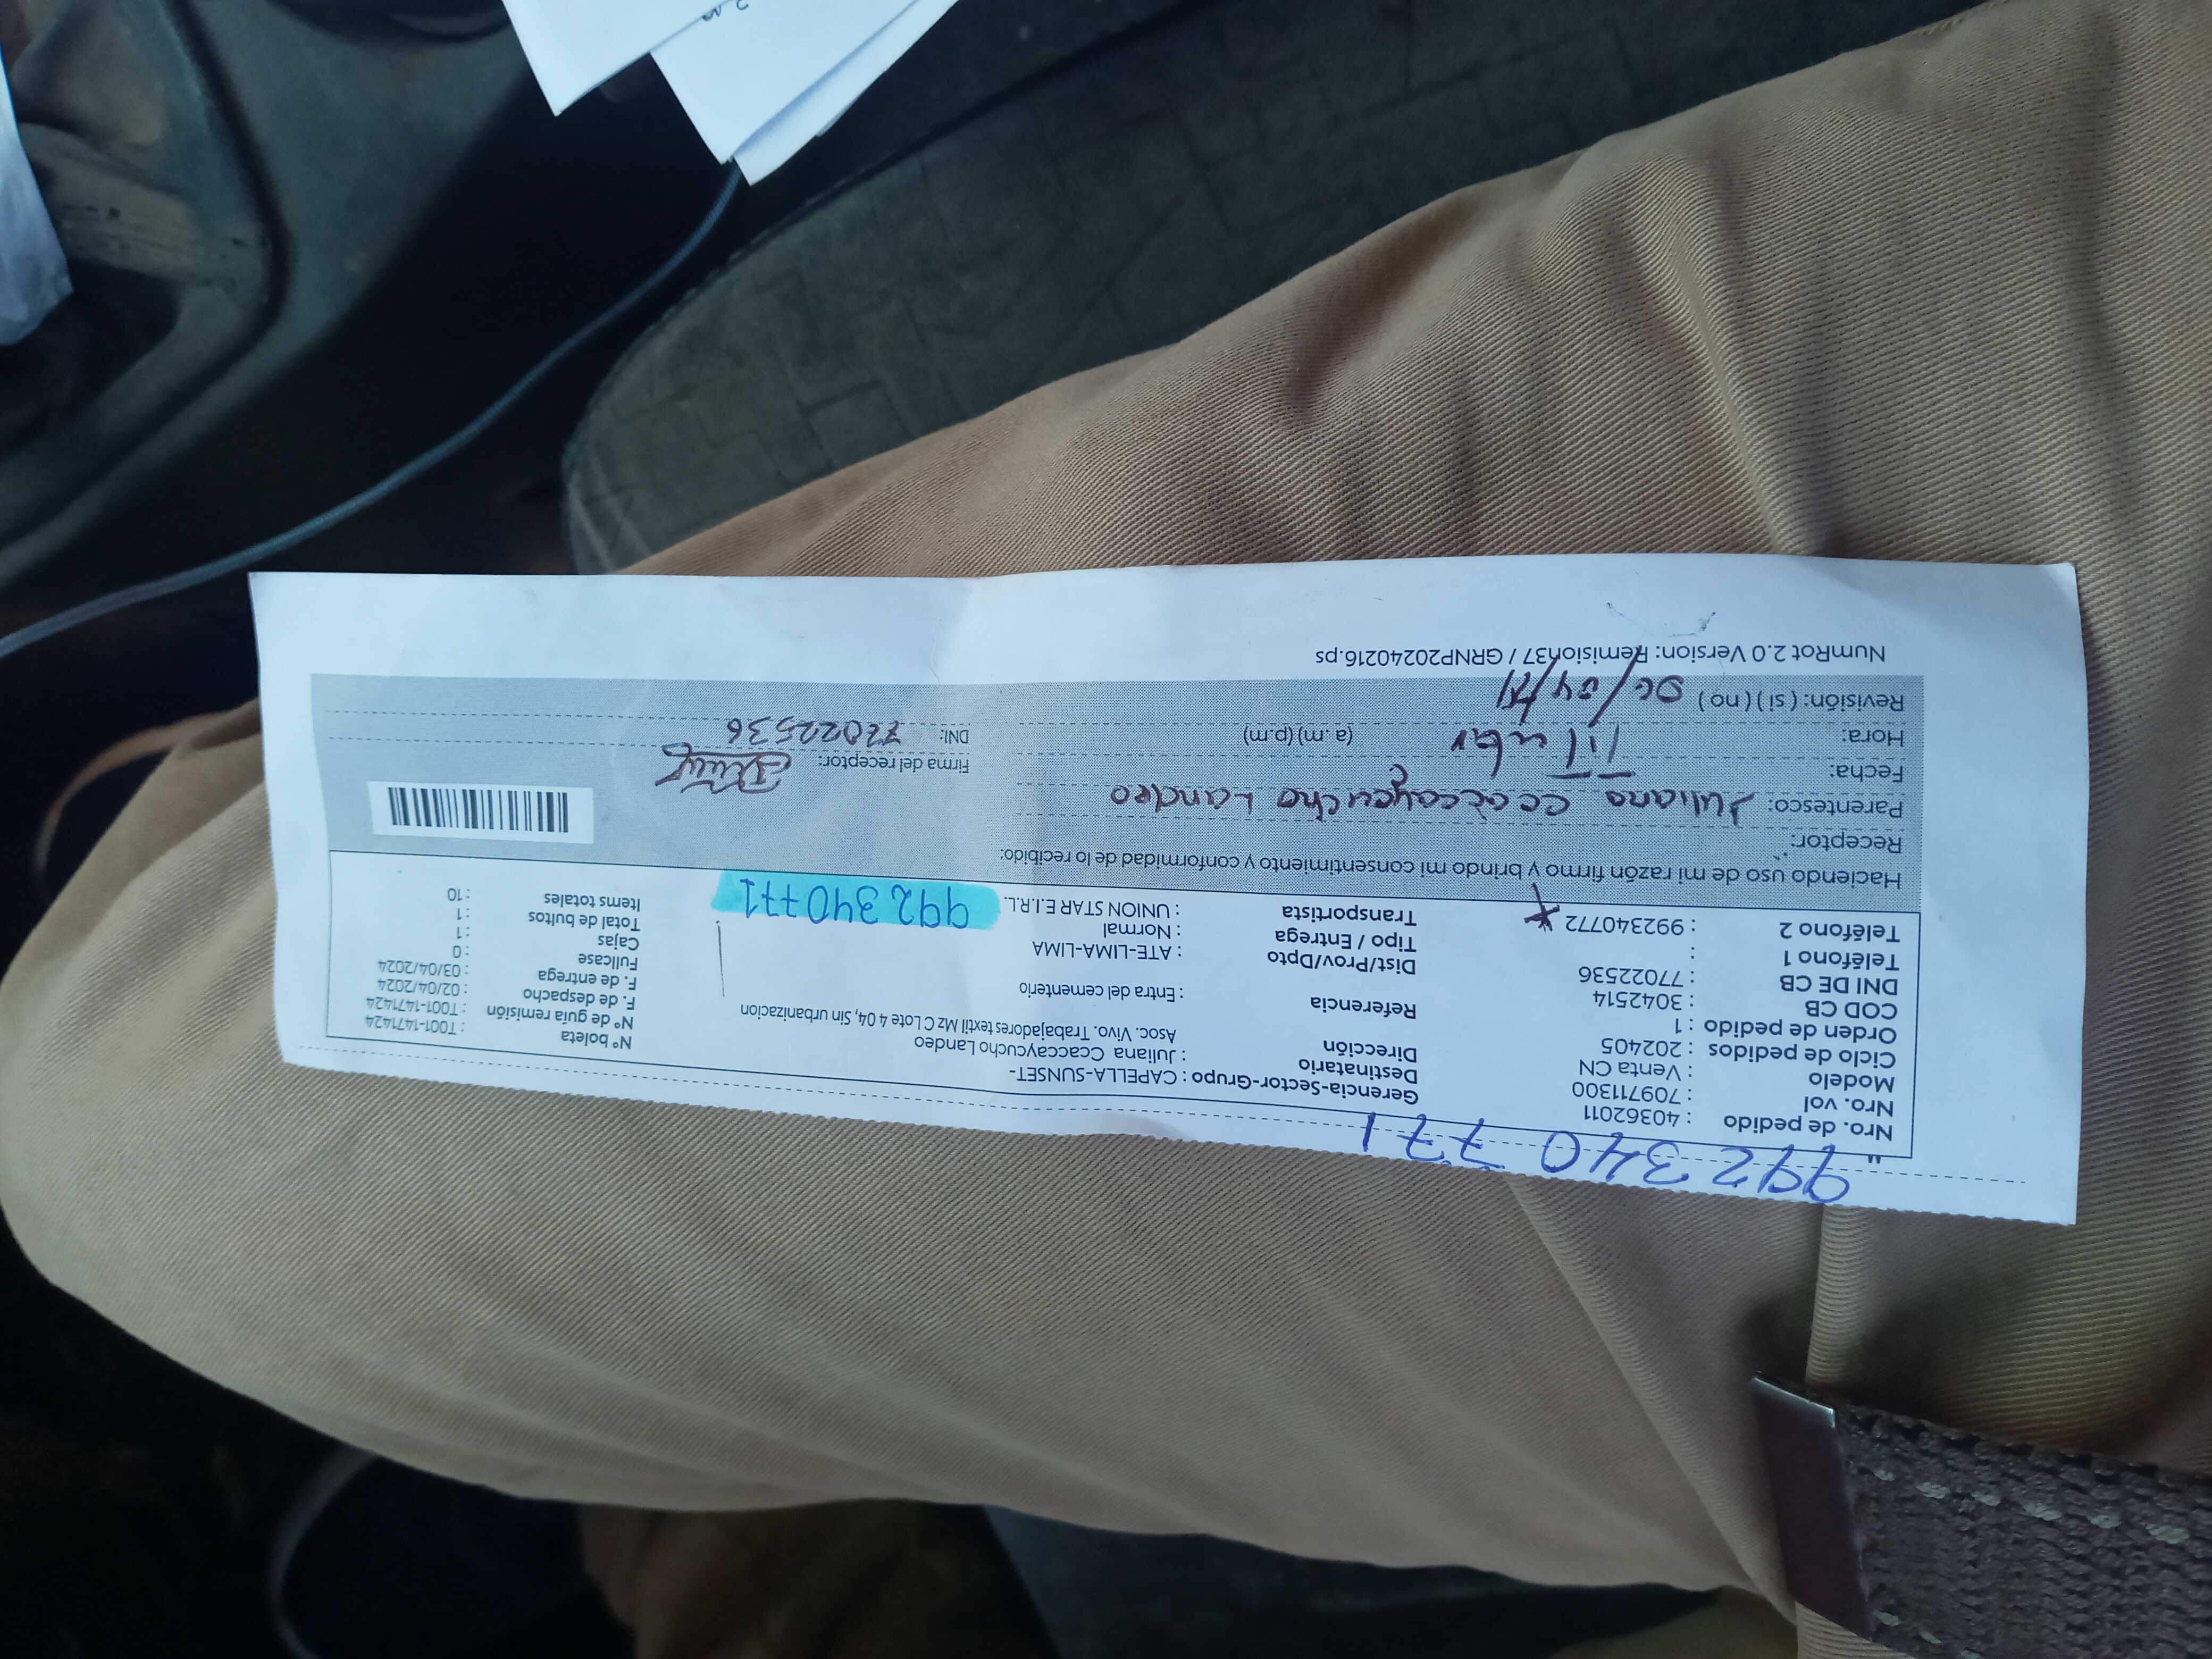 992 340 771
Nro. de pedido : 40362011
Nro. vol : 709711300
Modelo : Venta CN
Ciclo de pedidos : 202405
Orden de pedido : 1
COD CB : 3042514
DNI DE CB : 77022536
Teléfono 1 :
Teléfono 2 : 992340772
Gerencia-Sector-Grupo : CAPELLA-SUNSET-
Destinatario : Juliana Ccaccaycucho Landeo
Dirección Asoc. Vivo. Trabajadores textil Mz C Lote 4 04, Sin urbanizacion
Referencia : Entra del cementerio
Dist/Prov/Dpto : ATE-LIMA-LIMA
Tipo / Entrega : Normal
Transportista : UNION STAR E.I.R.L.
992 340771
N° boleta : T001-1471424
N° de guía remisión : T001-1471424
F. de despacho : 02/04/2024
F. de entrega : 03/04/2024
Fullcase : 0
Cajas : 1
Total de bultos : 1
Items totales : 10
Haciendo uso de mi razón firmo y brindo mi consentimiento y conformidad de lo recibido:
Receptor:
Parentesco: Juliana Ccaccaycucho Landeo
Fecha:
Hora: Titular (a. m) (p.m)
Revisión: ( si ) ( no )
Firma del receptor:
DNI: 77022536
NumRot 2.0 Version: Remision37 / GRNP20240216.ps